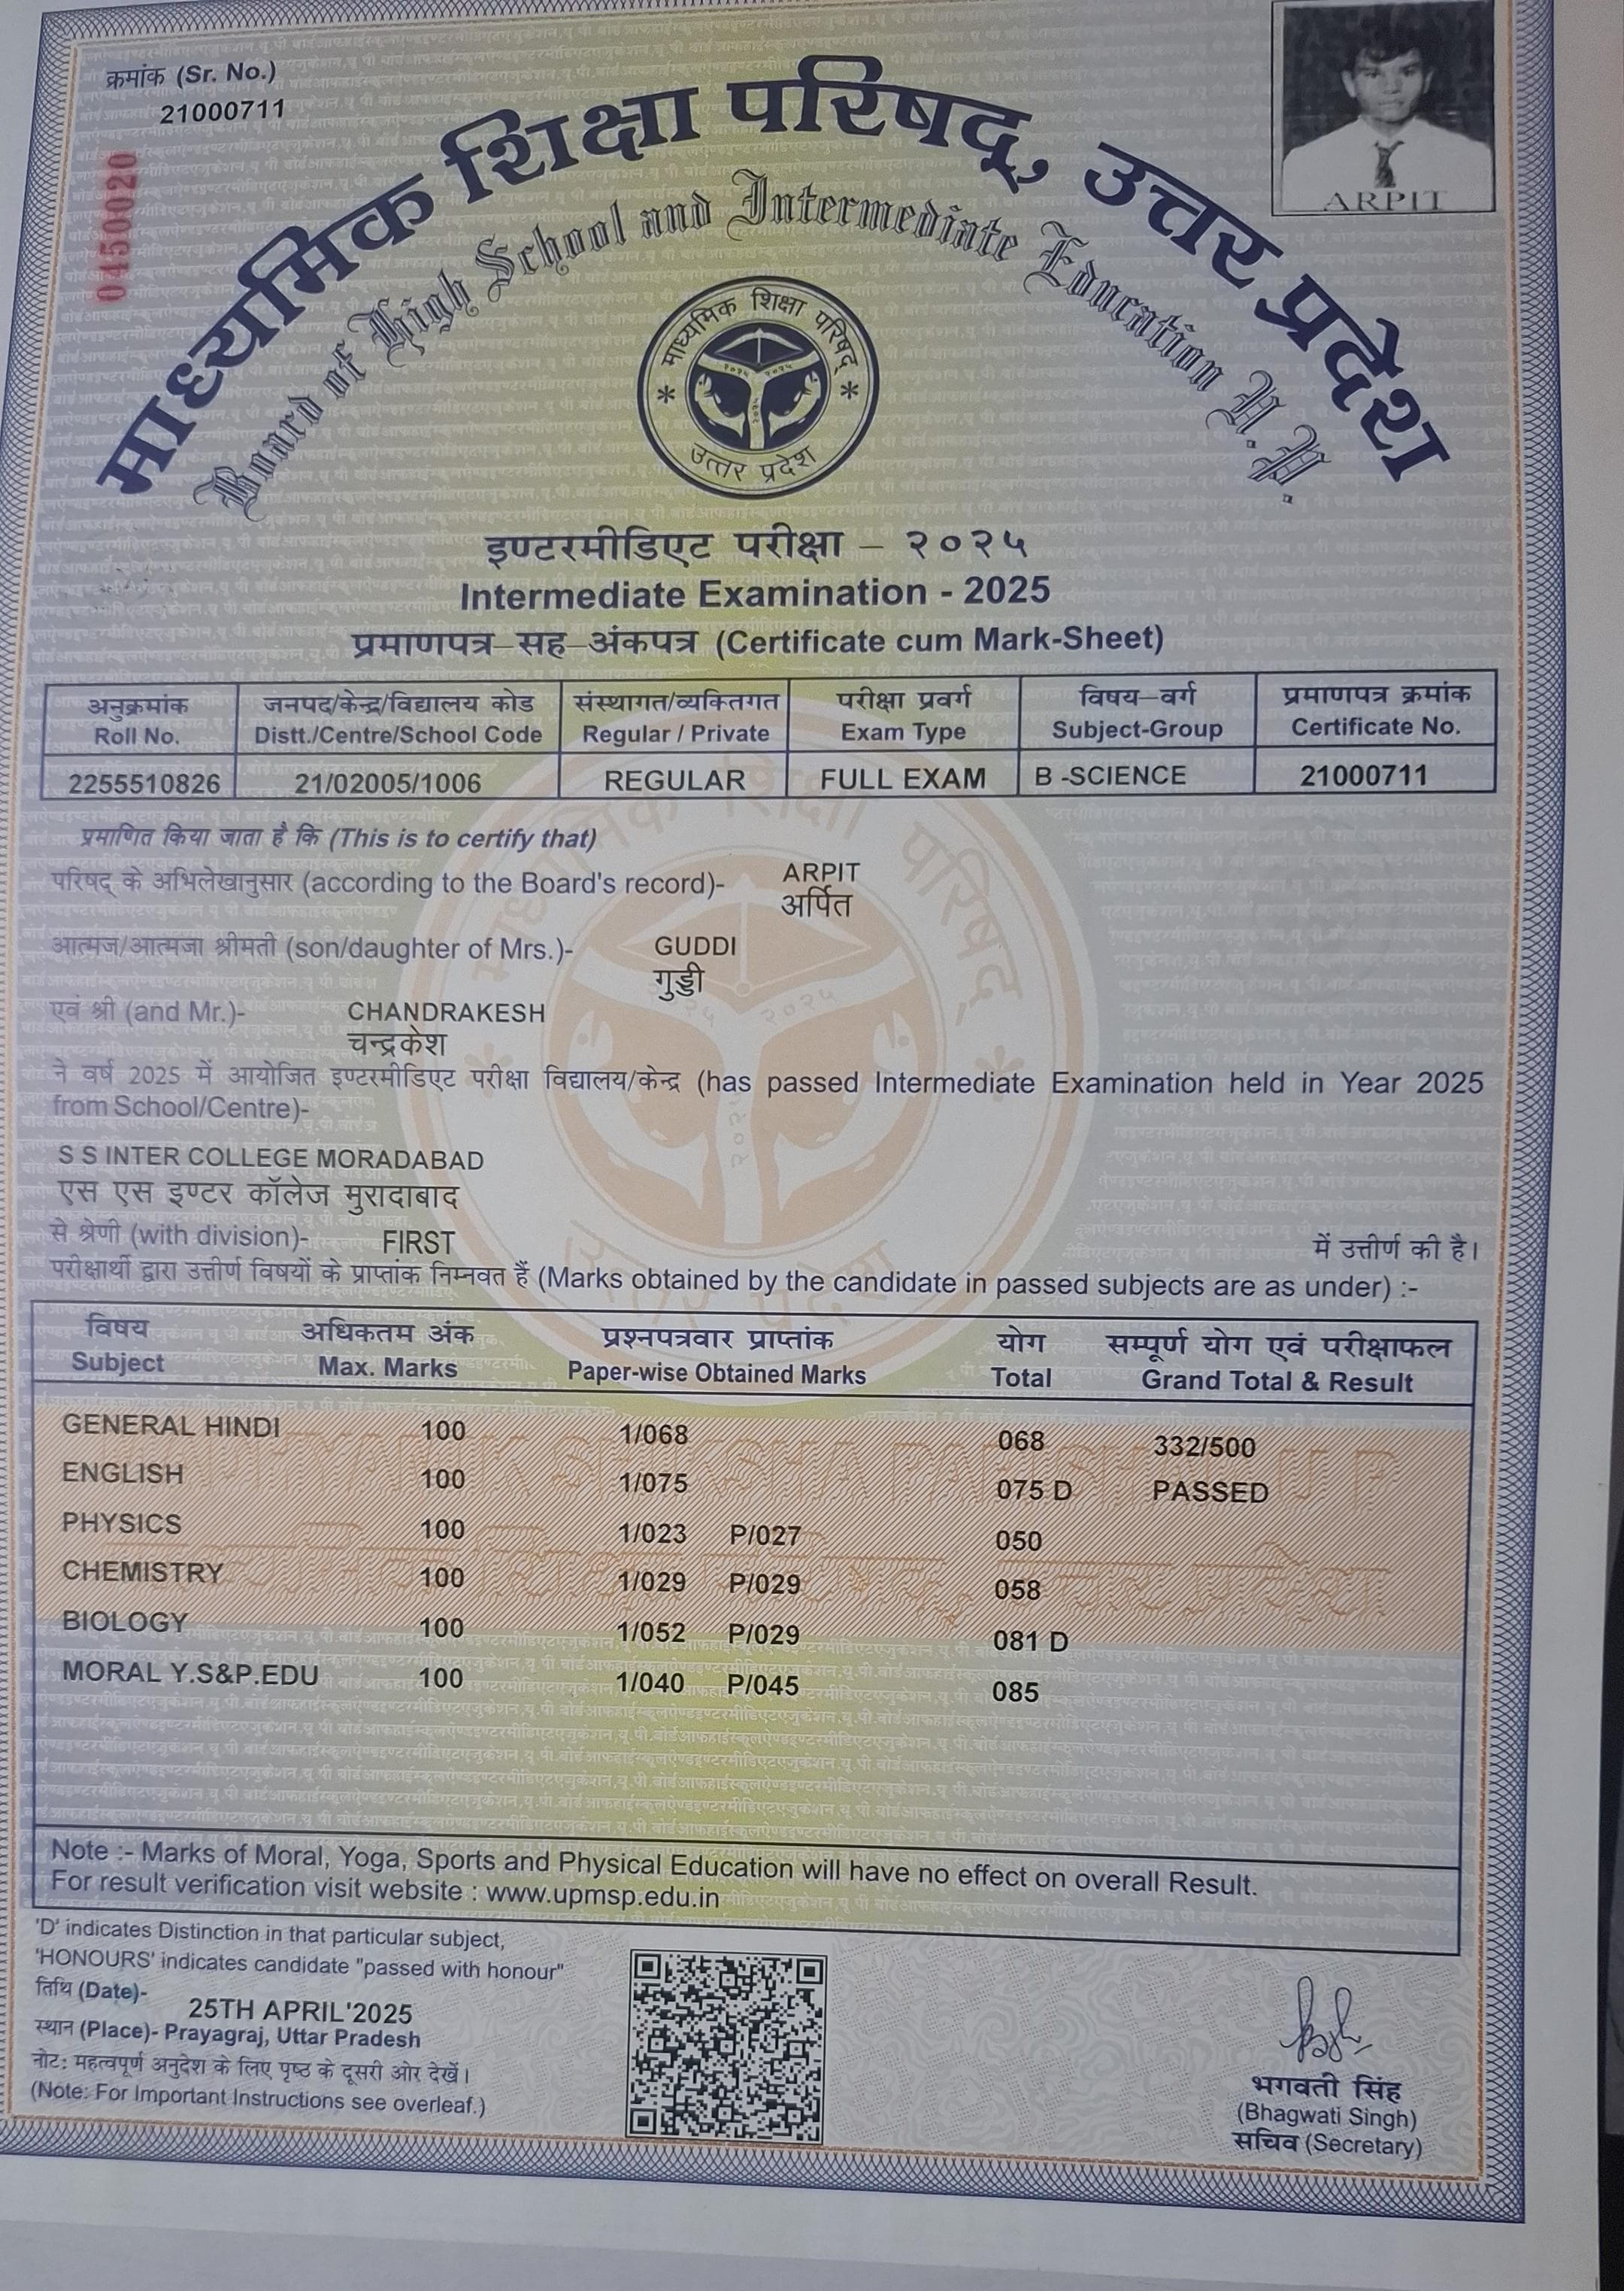 क्रमांक (Sr. No.)
21000711
0450020
ARPIT
माध्यमिक शिक्षा परिषद्, उत्तर प्रदेश
Board of High School and Intermediate Education U.P.
माध्यमिक शिक्षा परिषद्
उत्तर प्रदेश
इण्टरमीडिएट परीक्षा – २०२५
Intermediate Examination - 2025
प्रमाणपत्र–सह–अंकपत्र (Certificate cum Mark-Sheet)
अनुक्रमांक जनपद/केन्द्र/विद्यालय कोड संस्थागत/व्यक्तिगत परीक्षा प्रवर्ग विषय–वर्ग प्रमाणपत्र क्रमांक
Roll No. Distt./Centre/School Code Regular / Private Exam Type Subject-Group Certificate No.
2255510826 21/02005/1006 REGULAR FULL EXAM B -SCIENCE 21000711
प्रमाणित किया जाता है कि (This is to certify that)
परिषद् के अभिलेखानुसार (according to the Board's record)- ARPIT
अर्पित
आत्मज/आत्मजा श्रीमती (son/daughter of Mrs.)- GUDDI
गुड्डी
एवं श्री (and Mr.)- CHANDRAKESH
चन्द्रकेश
ने वर्ष 2025 में आयोजित इण्टरमीडिएट परीक्षा विद्यालय/केन्द्र (has passed Intermediate Examination held in Year 2025
from School/Centre)-
S S INTER COLLEGE MORADABAD
एस एस इण्टर कॉलेज मुरादाबाद
से श्रेणी (with division)- FIRST में उत्तीर्ण की है।
परीक्षार्थी द्वारा उत्तीर्ण विषयों के प्राप्तांक निम्नवत हैं (Marks obtained by the candidate in passed subjects are as under) :-
विषय अधिकतम अंक प्रश्नपत्रवार प्राप्तांक योग सम्पूर्ण योग एवं परीक्षाफल
Subject Max. Marks Paper-wise Obtained Marks Total Grand Total & Result
GENERAL HINDI 100 1/068 068 332/500
ENGLISH 100 1/075 075 D PASSED
PHYSICS 100 1/023 P/027 050
CHEMISTRY 100 1/029 P/029 058
BIOLOGY 100 1/052 P/029 081 D
MORAL Y.S&P.EDU 100 1/040 P/045 085
Note :- Marks of Moral, Yoga, Sports and Physical Education will have no effect on overall Result.
For result verification visit website : www.upmsp.edu.in
'D' indicates Distinction in that particular subject,
'HONOURS' indicates candidate "passed with honour"
तिथि (Date)-
25TH APRIL'2025
स्थान (Place)- Prayagraj, Uttar Pradesh
नोट: महत्वपूर्ण अनुदेश के लिए पृष्ठ के दूसरी ओर देखें।
(Note: For Important Instructions see overleaf.)
भगवती सिंह
(Bhagwati Singh)
सचिव (Secretary)